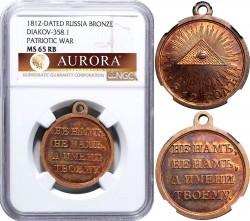 1812-DATED RUSSIA BRONZE
DIAKOV-358.1
PATRIOTIC WAR
MS 65 RB
AURORA
NGC
НЕ НАМЪ,
НЕ НАМЪ,
А ИМЕНИ
ТВОЕМУ.
НЕ НАМЪ,
НЕ НАМЪ,
А ИМЕНИ
ТВОЕМУ.